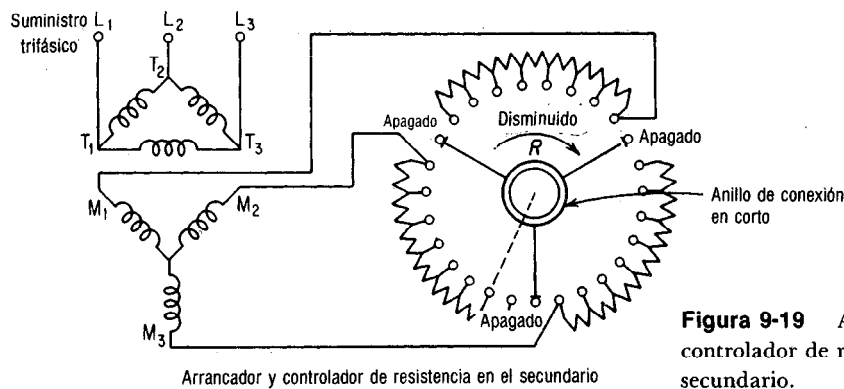 Suministro
trifásico
L1 L2 L3
T2
T1 T3
M1 M2
M3
Apagado
Disminuido
R
Apagado
Anillo de conexión
en corto
Apagado
Arrancador y controlador de resistencia en el secundario
Figura 9-19 A
controlador de r
secundario.